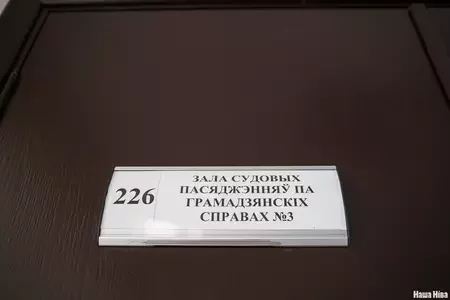 226
ЗАЛА СУДОВЫХ
ПАСЯДЖЭННЯЎ ПА
ГРАМАДЗЯНСКІХ
СПРАВАХ №3
Наша Ніва